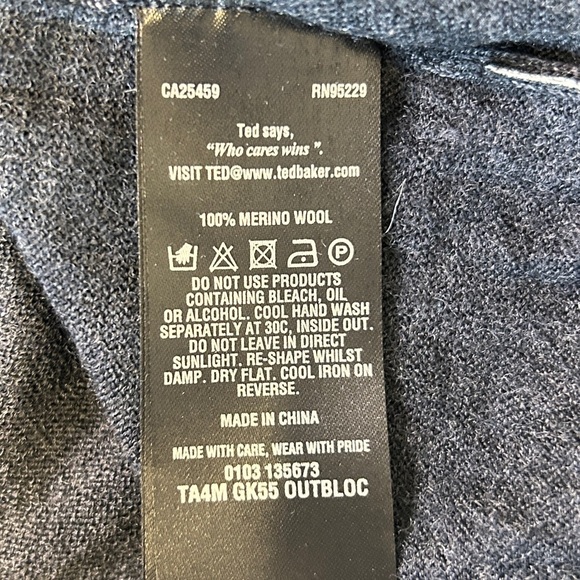 CA25459 RN95229
Ted says,
"Who cares wins".
VISIT TED@www.tedbaker.com
100% MERINO WOOL
P
DO NOT USE PRODUCTS
CONTAINING BLEACH, OIL
OR ALCOHOL. COOL HAND WASH
SEPARATELY AT 30C, INSIDE OUT.
DO NOT LEAVE IN DIRECT
SUNLIGHT. RE-SHAPE WHILST
DAMP. DRY FLAT. COOL IRON ON
REVERSE.
MADE IN CHINA
MADE WITH CARE, WEAR WITH PRIDE
0103 135673
TA4M GK55 OUTBLOC